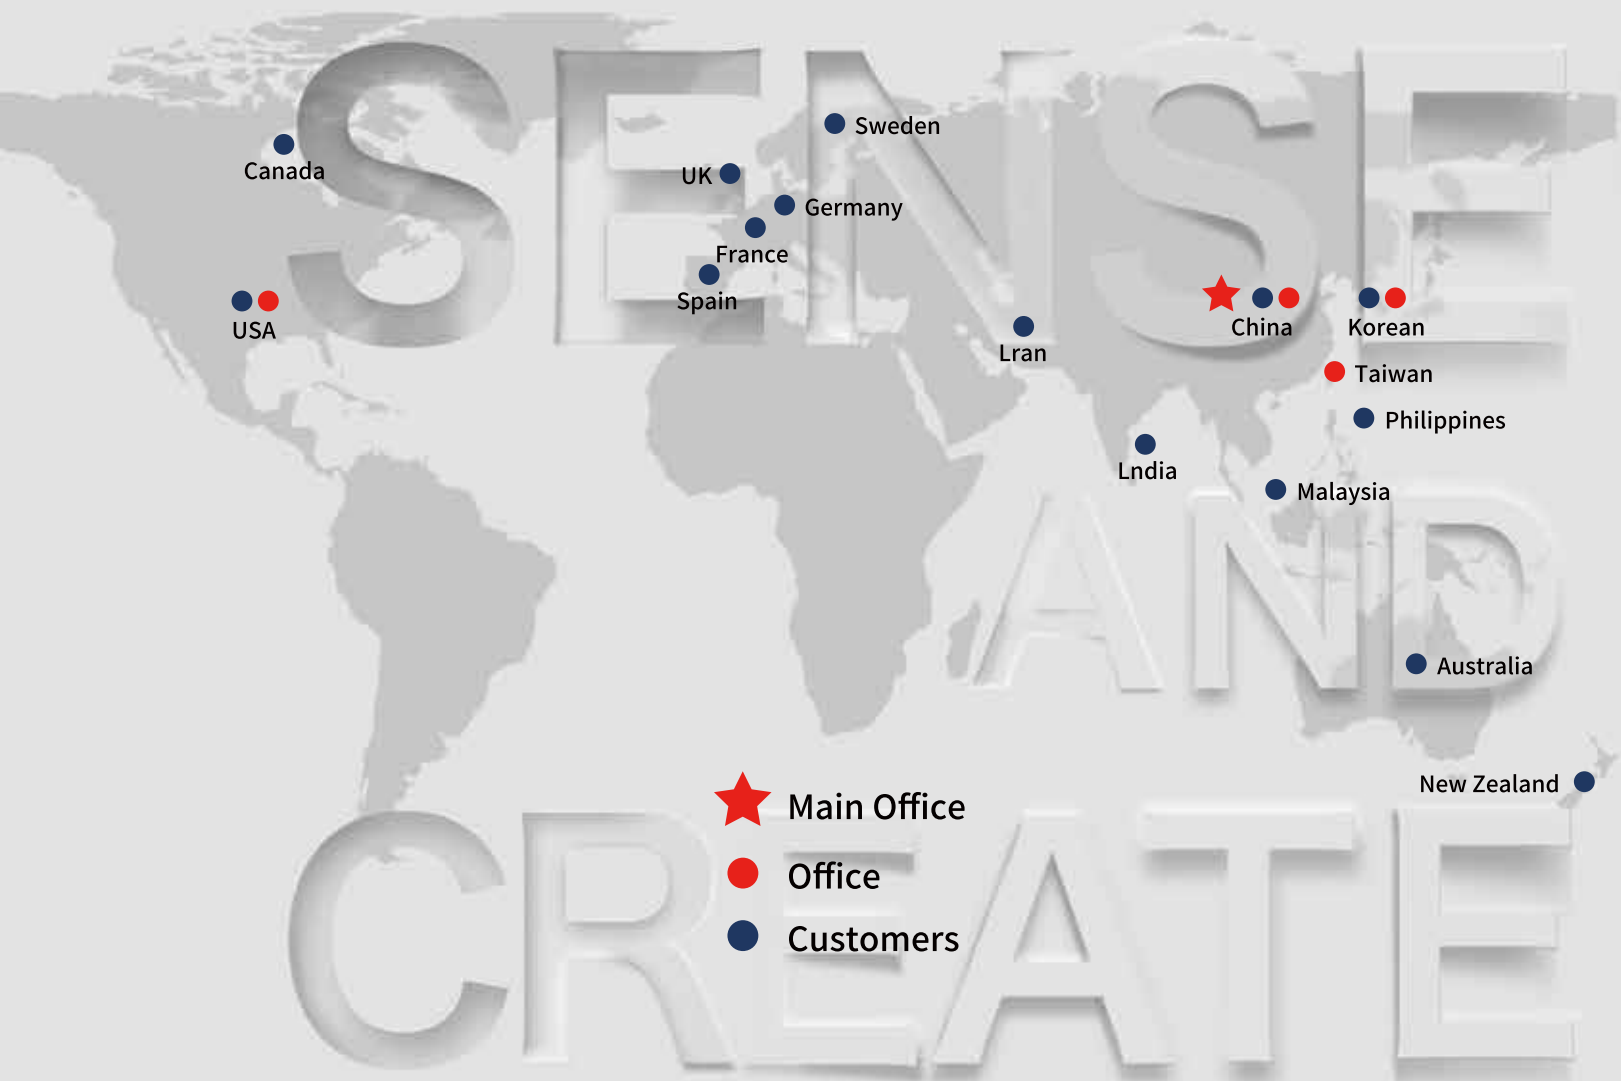 SENSE
AND
CREATE
Sweden
Canada
UK
Germany
France
Spain
USA
Lran
China
Korean
Taiwan
Philippines
Lndia
Malaysia
Australia
New Zealand
Main Office
Office
Customers